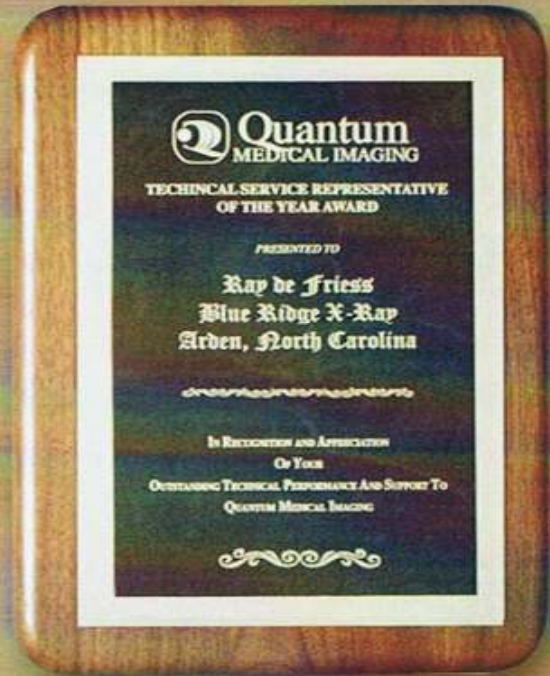 Quantum
MEDICAL IMAGING
TECHINCAL SERVICE REPRESENTATIVE
OF THE YEAR AWARD
PRESENTED TO
Ray de Friess
Blue Ridge X-Ray
Arden, North Carolina
IN RECOGNITION AND APPRECIATION
OF YOUR
OUTSTANDING TECHNICAL PERFORMANCE AND SUPPORT TO
QUANTUM MEDICAL IMAGING